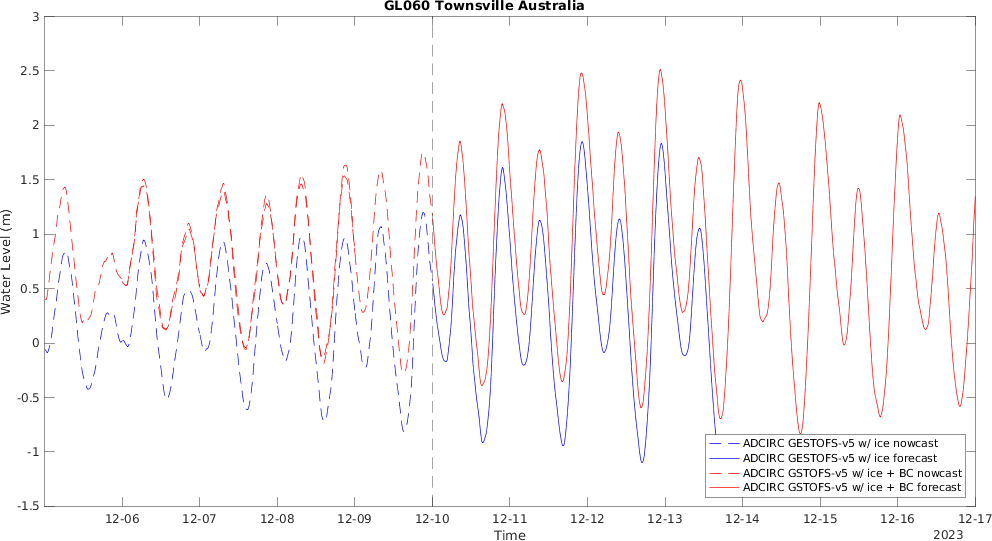 GL060 Townsville Australia
3
2.5
2
1.5
1
0.5
0
-0.5
-1
-1.5
Water Level (m)
12-06 12-07 12-08 12-09 12-10 12-11 12-12 12-13 12-14 12-15 12-16 12-17
Time
2023
ADCIRC GESTOFS-v5 w/ ice nowcast
ADCIRC GESTOFS-v5 w/ ice forecast
ADCIRC GSTOFS-v5 w/ ice + BC nowcast
ADCIRC GSTOFS-v5 w/ ice + BC forecast